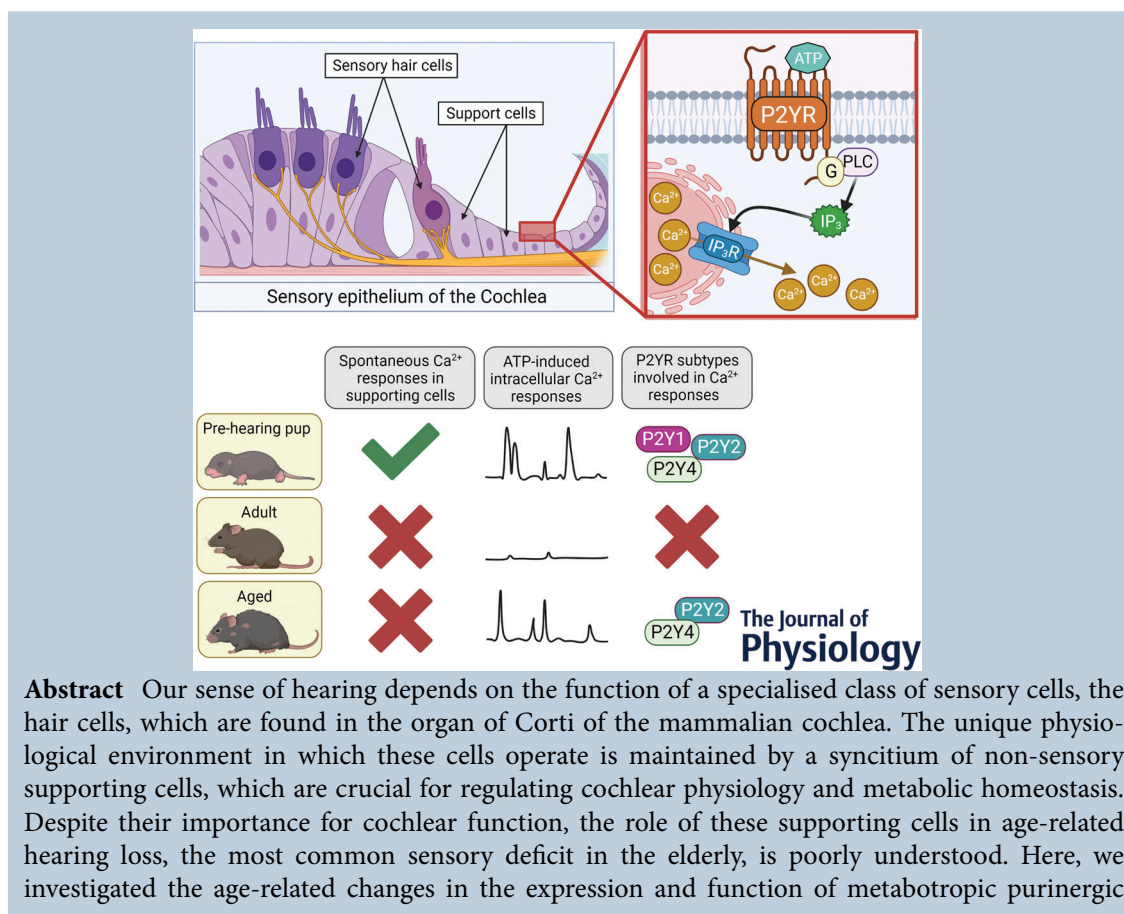 Sensory hair cells
Support cells
Sensory epithelium of the Cochlea
ATP
P2YR
G
PLC
IP₃
IP₃R
Ca²⁺
Ca²⁺
Ca²⁺
Ca²⁺
Ca²⁺
Ca²⁺
Spontaneous Ca²⁺
responses in
supporting cells
ATP-induced
intracellular Ca²⁺
responses
P2YR subtypes
involved in Ca²⁺
responses
Pre-hearing pup
P2Y1
P2Y2
P2Y4
Adult
Aged
P2Y2
P2Y4
The Journal of
Physiology
Abstract Our sense of hearing depends on the function of a specialised class of sensory cells, the
hair cells, which are found in the organ of Corti of the mammalian cochlea. The unique physio-
logical environment in which these cells operate is maintained by a syncitium of non-sensory
supporting cells, which are crucial for regulating cochlear physiology and metabolic homeostasis.
Despite their importance for cochlear function, the role of these supporting cells in age-related
hearing loss, the most common sensory deficit in the elderly, is poorly understood. Here, we
investigated the age-related changes in the expression and function of metabotropic purinergic